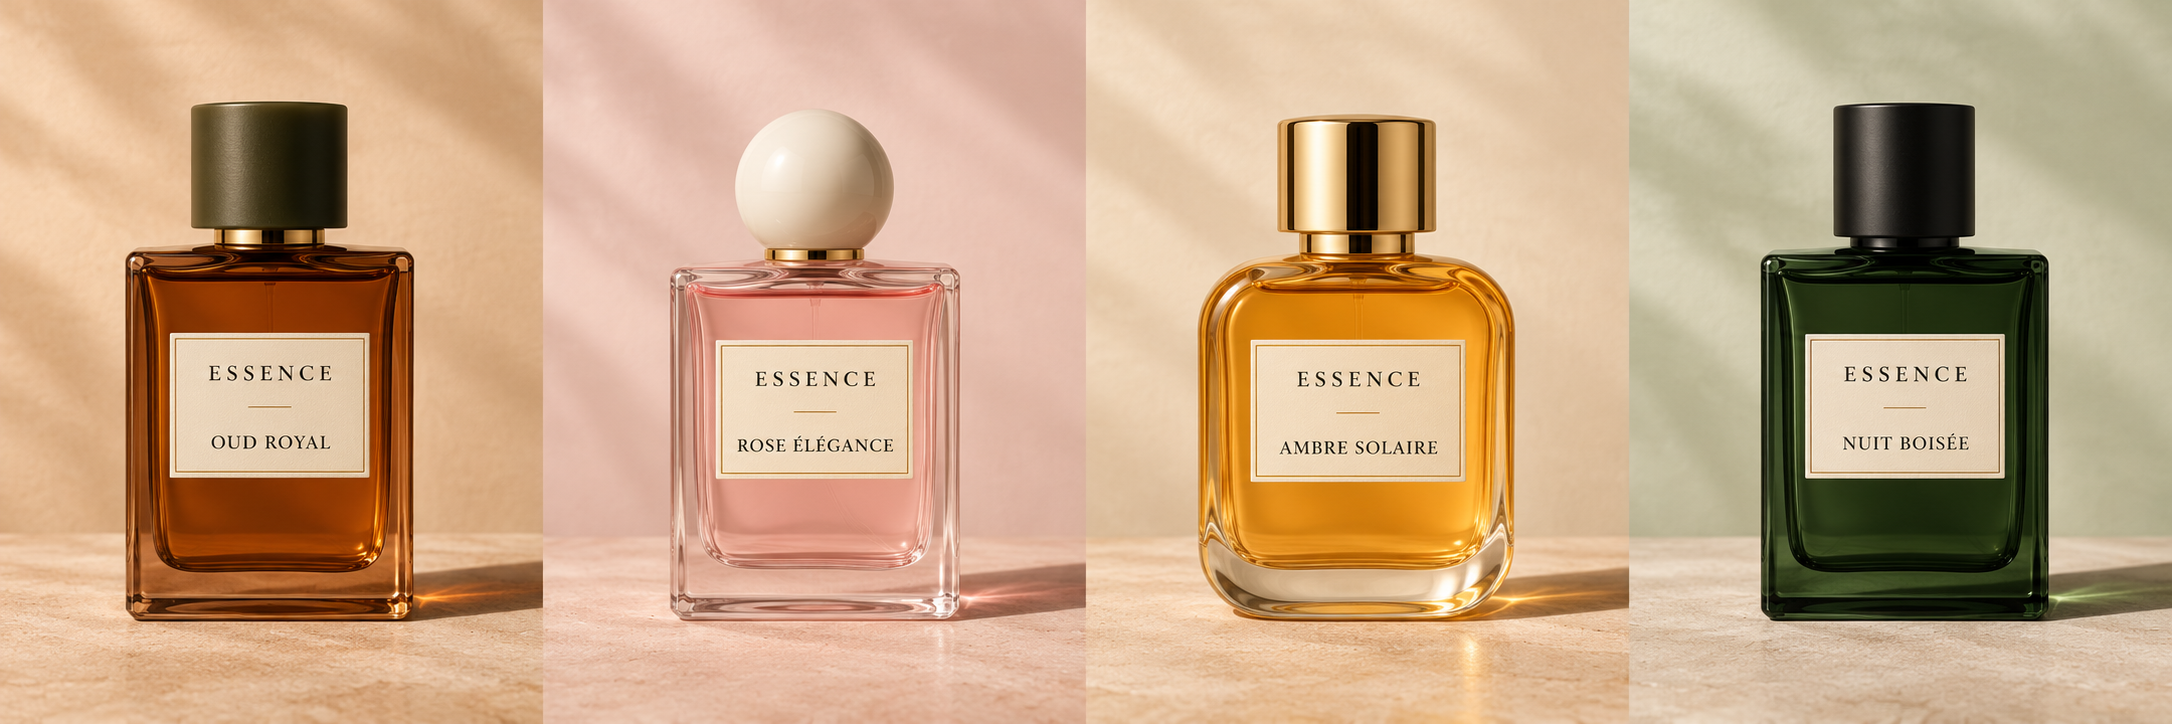 ESSENCE
OUD ROYAL
ESSENCE
ROSE ÉLÉGANCE
ESSENCE
AMBRE SOLAIRE
ESSENCE
NUIT BOISÉE